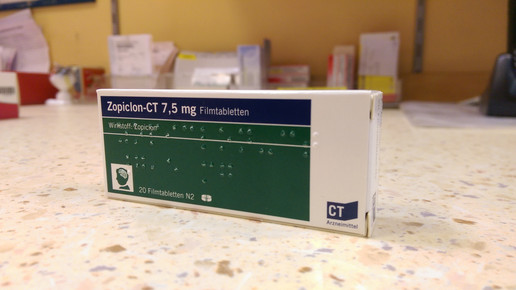 Zopiclon-CT 7,5 mg Filmtabletten
Wirkstoff: Zopiclon
20 Filmtabletten N2
CT
Arzneimittel